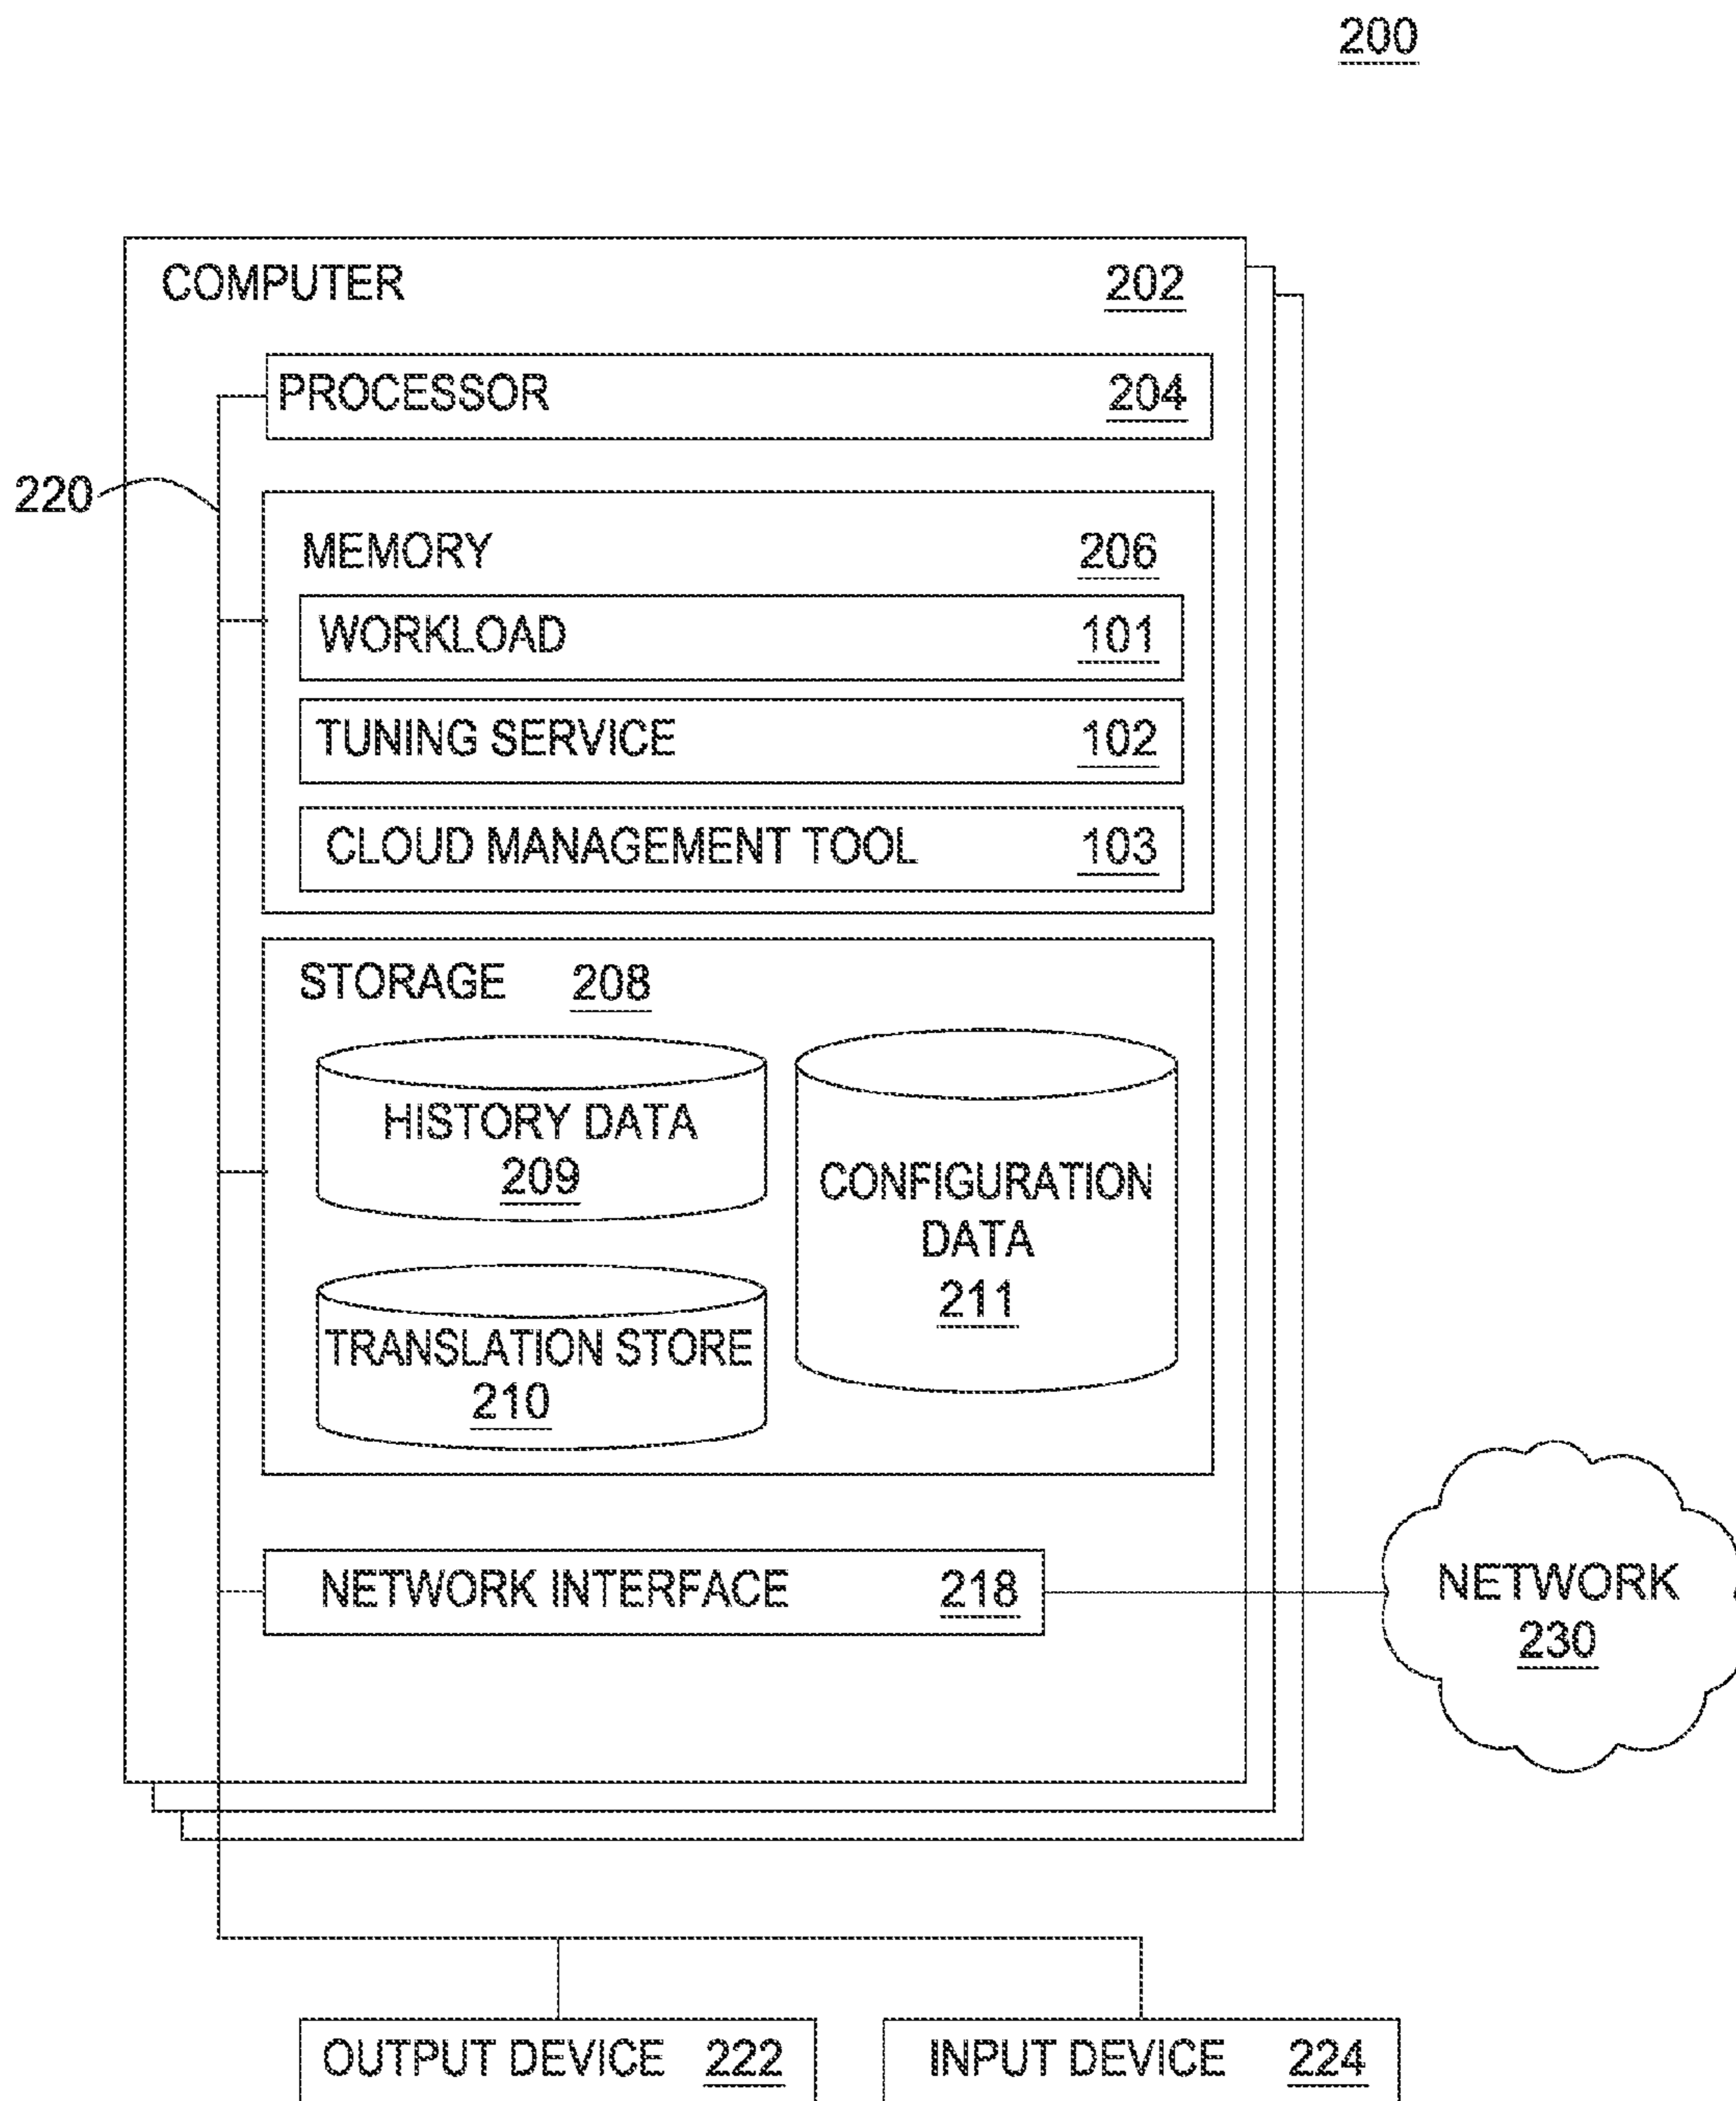 200
COMPUTER 202
PROCESSOR 204
220
MEMORY 206
WORKLOAD 101
TUNING SERVICE 102
CLOUD MANAGEMENT TOOL 103
STORAGE 208
HISTORY DATA
209
CONFIGURATION
DATA
211
TRANSLATION STORE
210
NETWORK INTERFACE 218
NETWORK
230
OUTPUT DEVICE 222
INPUT DEVICE 224